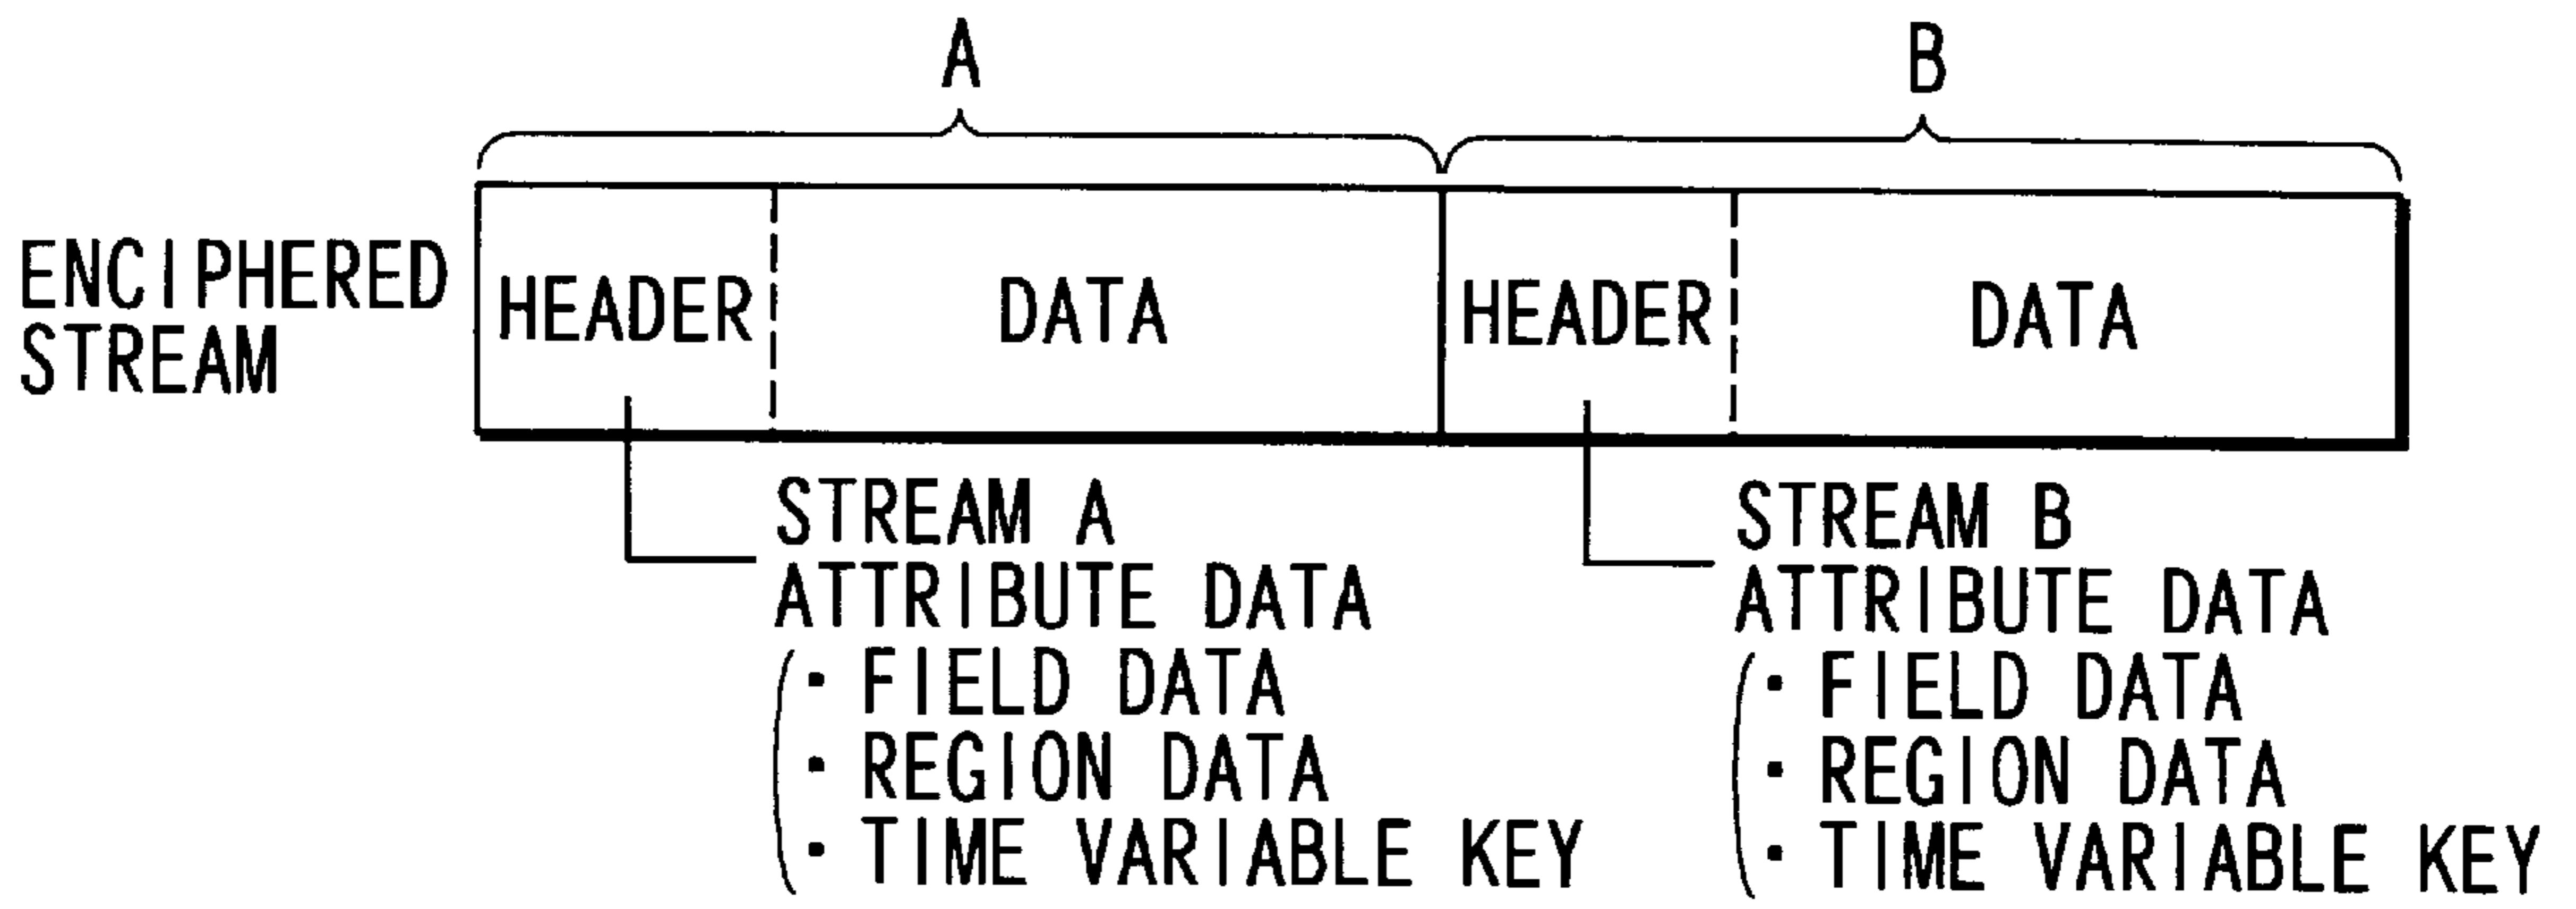 A
B
ENCIPHERED
STREAM
HEADER
DATA
HEADER
DATA
STREAM A
ATTRIBUTE DATA
· FIELD DATA
· REGION DATA
· TIME VARIABLE KEY
STREAM B
ATTRIBUTE DATA
· FIELD DATA
· REGION DATA
· TIME VARIABLE KEY